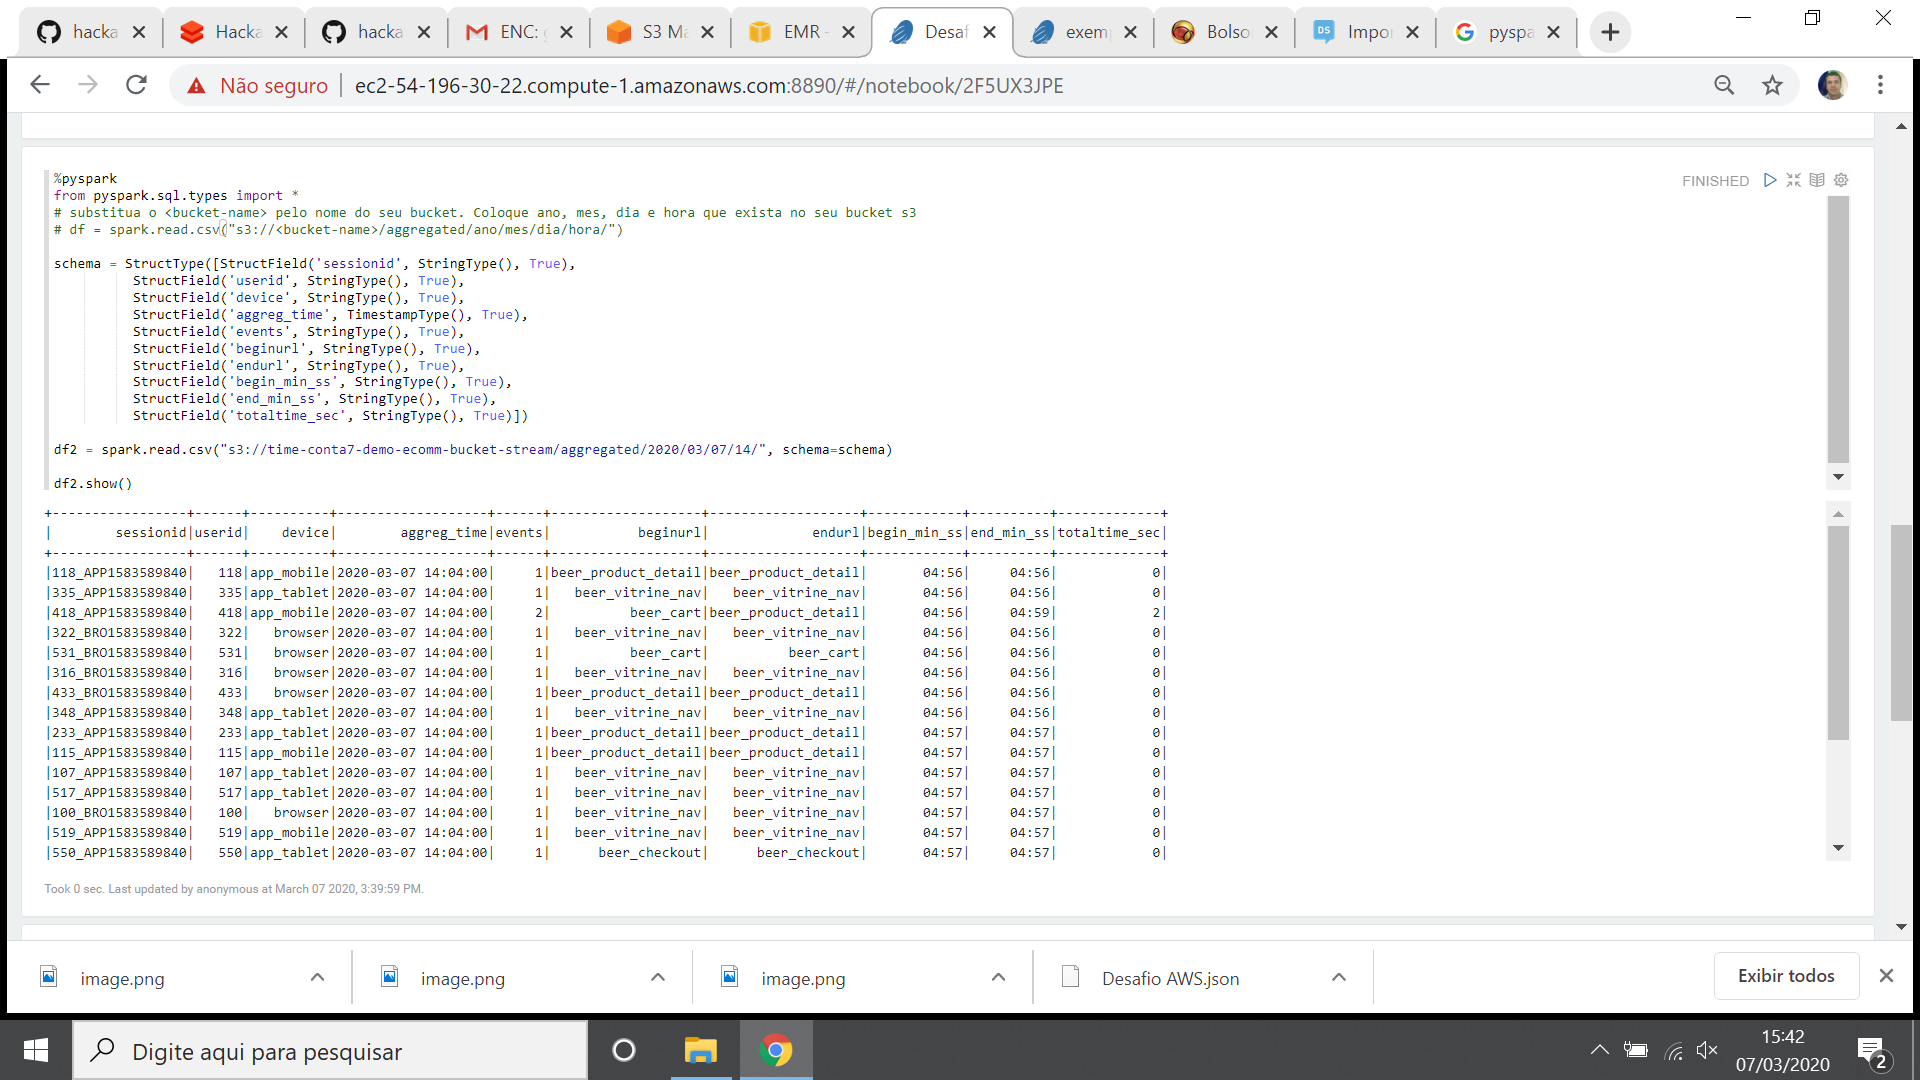 hacka
Hacka
hacka
ENC: g
S3 Ma
EMR –
Desaf
exem
Bolso
DS
Impor
pyspa
Não seguro
ec2-54-196-30-22.compute-1.amazonaws.com:8890/#/notebook/2F5UX3JPE
FINISHED
%pyspark
from pyspark.sql.types import *
# substitua o <bucket-name> pelo nome do seu bucket. Coloque ano, mes, dia e hora que exista no seu bucket s3
# df = spark.read.csv("s3://<bucket-name>/aggregated/ano/mes/dia/hora/")
schema = StructType([StructField('sessionid', StringType(), True),
StructField('userid', StringType(), True),
StructField('device', StringType(), True),
StructField('aggreg_time', TimestampType(), True),
StructField('events', StringType(), True),
StructField('beginurl', StringType(), True),
StructField('endurl', StringType(), True),
StructField('begin_min_ss', StringType(), True),
StructField('end_min_ss', StringType(), True),
StructField('totaltime_sec', StringType(), True)])
df2 = spark.read.csv("s3://time-conta7-demo-ecomm-bucket-stream/aggregated/2020/03/07/14/", schema=schema)
df2.show()
+-----------------+------+----------+-------------------+------+-------------------+-------------------+------------+----------+-------------+
|        sessionid|userid|    device|        aggreg_time|events|           beginurl|             endurl|begin_min_ss|end_min_ss|totaltime_sec|
+-----------------+------+----------+-------------------+------+-------------------+-------------------+------------+----------+-------------+
|118_APP1583589840|   118|app_mobile|2020-03-07 14:04:00|     1|beer_product_detail|beer_product_detail|       04:56|     04:56|            0|
|335_APP1583589840|   335|app_tablet|2020-03-07 14:04:00|     1|   beer_vitrine_nav|   beer_vitrine_nav|       04:56|     04:56|            0|
|418_APP1583589840|   418|app_mobile|2020-03-07 14:04:00|     2|          beer_cart|beer_product_detail|       04:56|     04:59|            2|
|322_BRO1583589840|   322|   browser|2020-03-07 14:04:00|     1|   beer_vitrine_nav|   beer_vitrine_nav|       04:56|     04:56|            0|
|531_BRO1583589840|   531|   browser|2020-03-07 14:04:00|     1|          beer_cart|          beer_cart|       04:56|     04:56|            0|
|316_BRO1583589840|   316|   browser|2020-03-07 14:04:00|     1|   beer_vitrine_nav|   beer_vitrine_nav|       04:56|     04:56|            0|
|433_BRO1583589840|   433|   browser|2020-03-07 14:04:00|     1|beer_product_detail|beer_product_detail|       04:56|     04:56|            0|
|348_APP1583589840|   348|app_tablet|2020-03-07 14:04:00|     1|   beer_vitrine_nav|   beer_vitrine_nav|       04:56|     04:56|            0|
|233_APP1583589840|   233|app_tablet|2020-03-07 14:04:00|     1|beer_product_detail|beer_product_detail|       04:57|     04:57|            0|
|115_APP1583589840|   115|app_mobile|2020-03-07 14:04:00|     1|beer_product_detail|beer_product_detail|       04:57|     04:57|            0|
|107_APP1583589840|   107|app_tablet|2020-03-07 14:04:00|     1|   beer_vitrine_nav|   beer_vitrine_nav|       04:57|     04:57|            0|
|517_APP1583589840|   517|app_tablet|2020-03-07 14:04:00|     1|   beer_vitrine_nav|   beer_vitrine_nav|       04:57|     04:57|            0|
|100_BRO1583589840|   100|   browser|2020-03-07 14:04:00|     1|   beer_vitrine_nav|   beer_vitrine_nav|       04:57|     04:57|            0|
|519_APP1583589840|   519|app_mobile|2020-03-07 14:04:00|     1|   beer_vitrine_nav|   beer_vitrine_nav|       04:57|     04:57|            0|
|550_APP1583589840|   550|app_tablet|2020-03-07 14:04:00|     1|      beer_checkout|      beer_checkout|       04:57|     04:57|            0|
Took 0 sec. Last updated by anonymous at March 07 2020, 3:39:59 PM.
image.png
image.png
image.png
Desafio AWS.json
Exibir todos
Digite aqui para pesquisar
15:42
07/03/2020
2